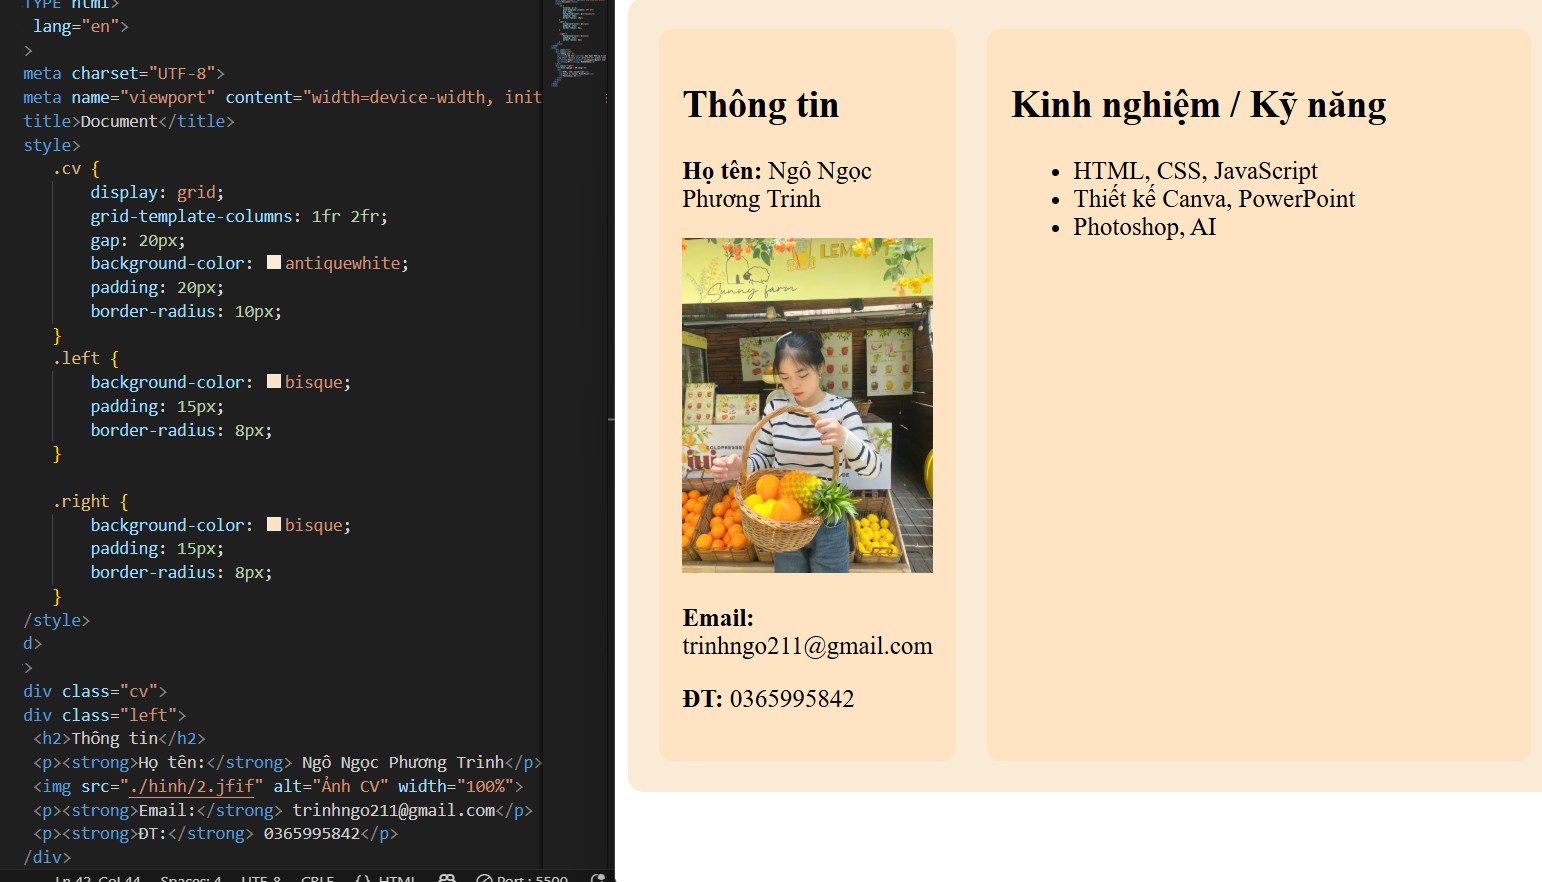 TYPE html>
lang="en">
>
meta charset="UTF-8">
meta name="viewport" content="width=device-width, init
title>Document</title>
style>
.cv {
display: grid;
grid-template-columns: 1fr 2fr;
gap: 20px;
background-color: antiquewhite;
padding: 20px;
border-radius: 10px;
}
.left {
background-color: bisque;
padding: 15px;
border-radius: 8px;
}
.right {
background-color: bisque;
padding: 15px;
border-radius: 8px;
}
/style>
d>
>
div class="cv">
div class="left">
<h2>Thông tin</h2>
<p><strong>Họ tên:</strong> Ngô Ngọc Phương Trinh</p>
<img src="./hinh/2.jfif" alt="Ảnh CV" width="100%">
<p><strong>Email:</strong> trinhngo211@gmail.com</p>
<p><strong>ĐT:</strong> 0365995842</p>
/div>
Ln 42, Col 44 Spaces: 4 UTF-8 CRLF {} HTML Port : 5500
Thông tin
Họ tên: Ngô Ngọc
Phương Trinh
LEM
Sunny farm
Email:
trinhngo211@gmail.com
ĐT: 0365995842
Kinh nghiệm / Kỹ năng
HTML, CSS, JavaScript
Thiết kế Canva, PowerPoint
Photoshop, AI